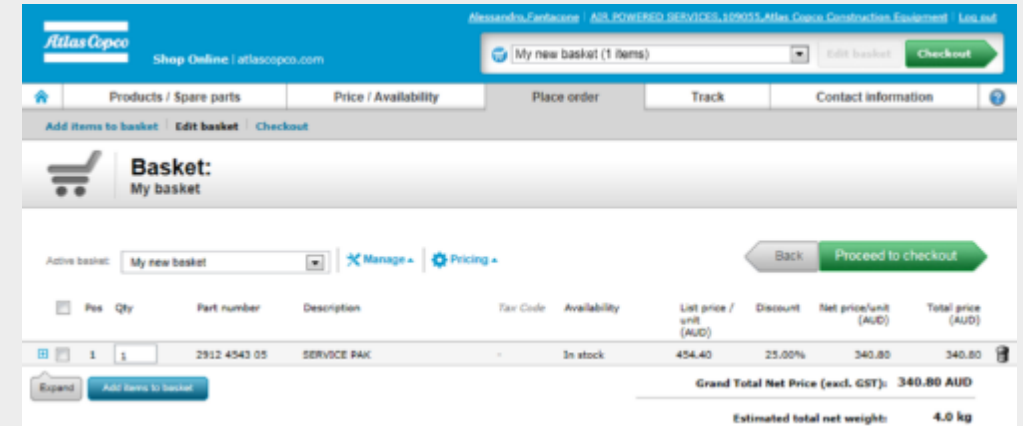 Alessandro.Fantacone | AIR POWERED SERVICES.109055.Atlas Copco Construction Equipment | Log out
Atlas Copco
Shop Online | atlascopco.com
My new basket (1 items)
Edit basket
Checkout
Products / Spare parts Price / Availability Place order Track Contact information ?
Add items to basket Edit basket Checkout
Basket:
My basket
Active basket: My new basket Manage Pricing
Back Proceed to checkout
Pos Qty Part number Description Tax Code Availability List price / unit (AUD) Discount Net price/unit (AUD) Total price (AUD)
1 1 2912 4543 05 SERVICE PAK - In stock 454.40 25.00% 340.80 340.80
Expand Add items to basket
Grand Total Net Price (excl. GST): 340.80 AUD
Estimated total net weight: 4.0 kg